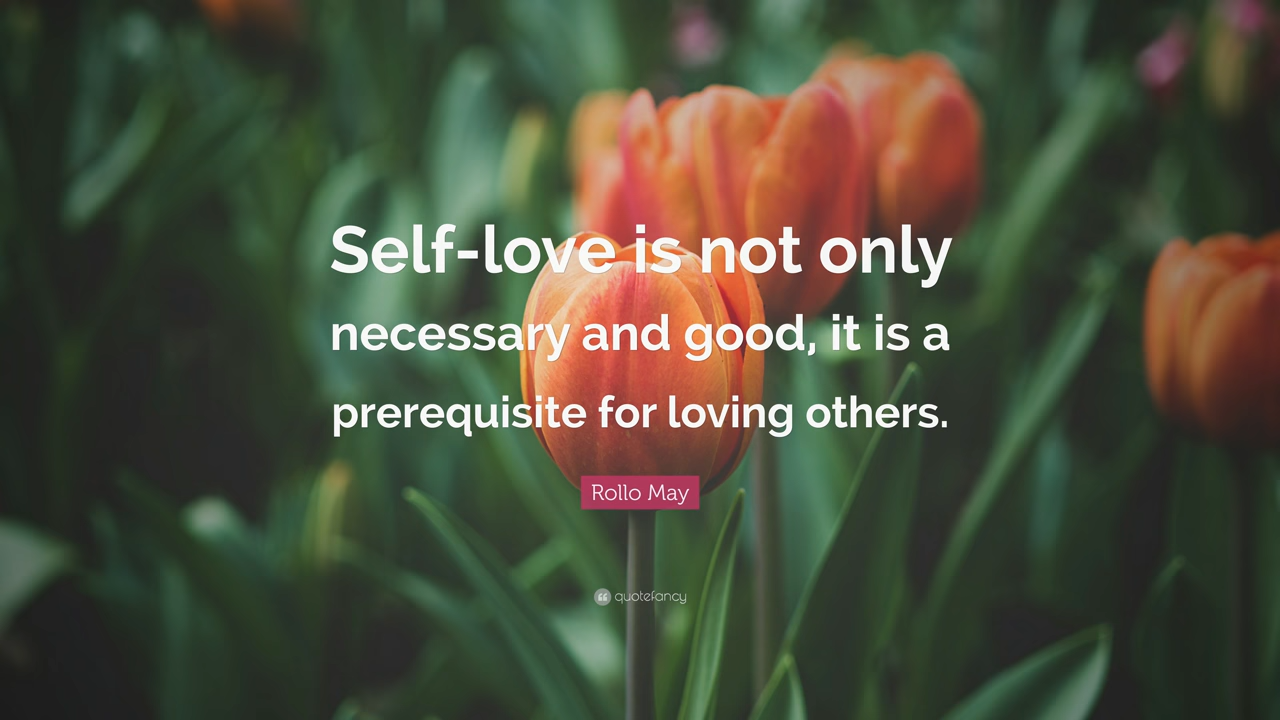 Self-love is not only
necessary and good, it is a
prerequisite for loving others.
Rollo May
quotefancy